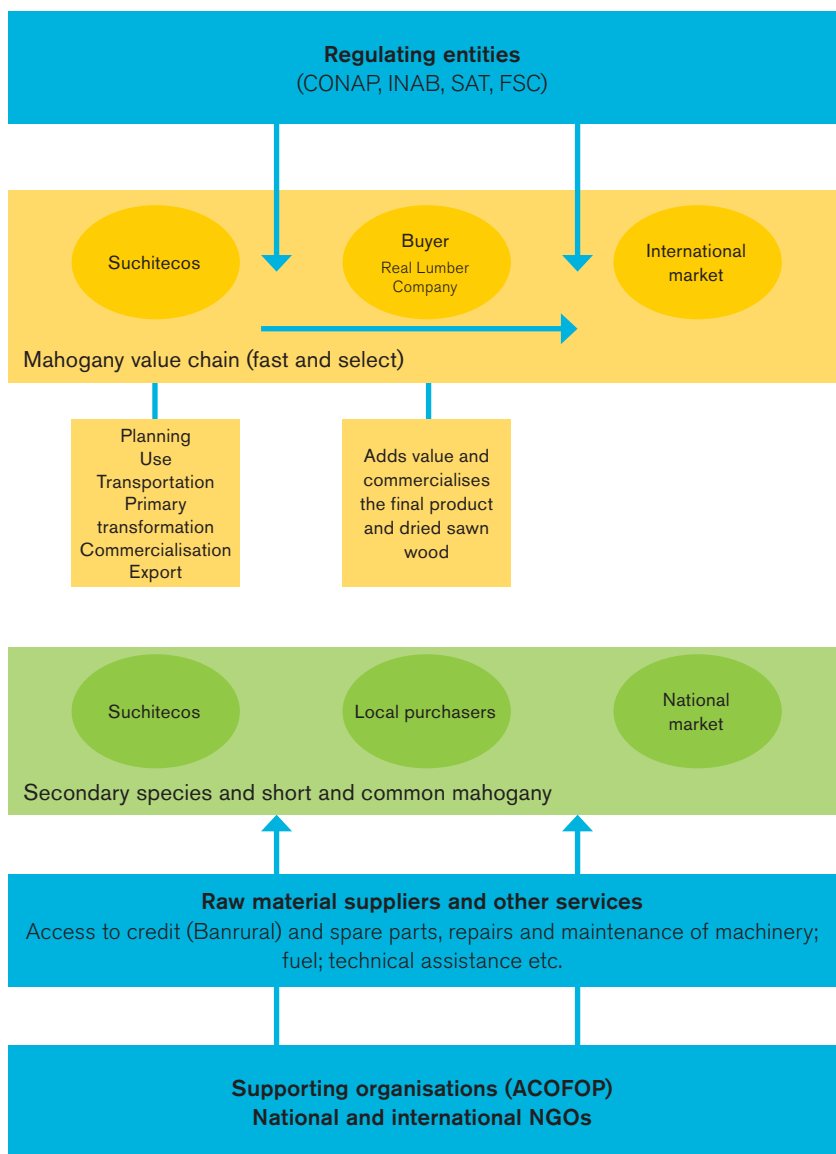 Regulating entities
(CONAP, INAB, SAT, FSC)
Suchitecos
Buyer
Real Lumber
Company
International
market
Mahogany value chain (fast and select)
Planning
Use
Transportation
Primary
transformation
Commercialisation
Export
Adds value and
commercialises
the final product
and dried sawn
wood
Suchitecos
Local purchasers
National
market
Secondary species and short and common mahogany
Raw material suppliers and other services
Access to credit (Banrural) and spare parts, repairs and maintenance of machinery;
fuel; technical assistance etc.
Supporting organisations (ACOFOP)
National and international NGOs